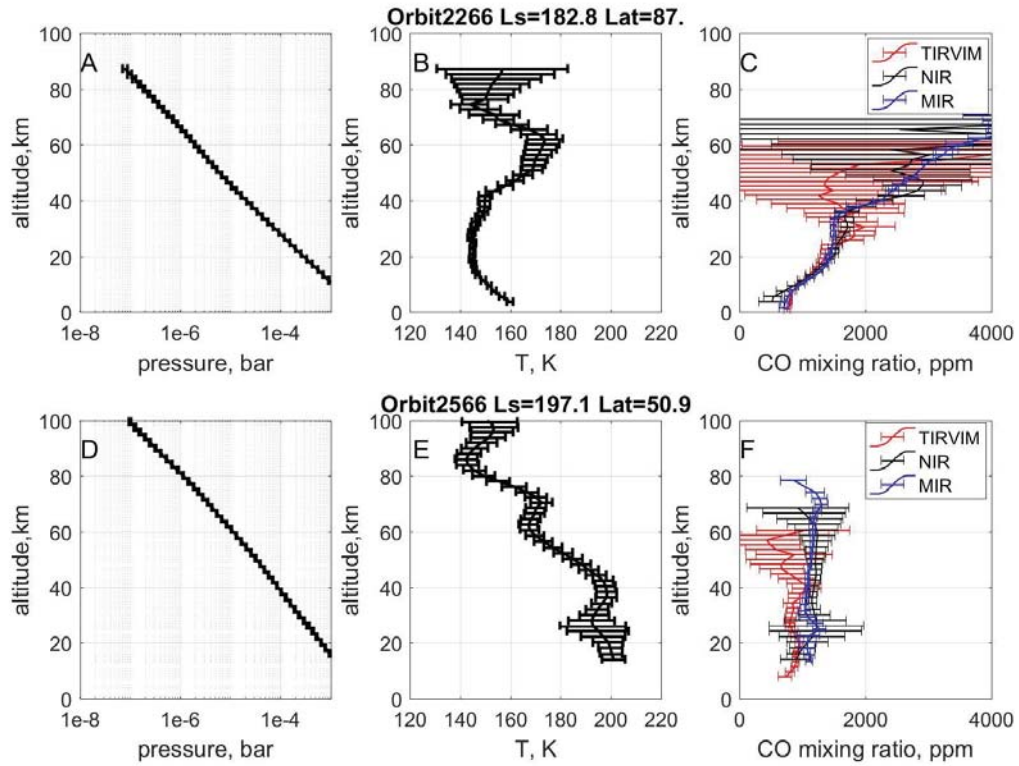 Orbit2266 Ls=182.8 Lat=87.
A
B
C
TIRVIM
NIR
MIR
100
80
60
40
20
0
altitude,km
1e-8 1e-6 1e-4
pressure, bar
100
80
60
40
20
0
altitude,km
120 140 160 180 200 220
T, K
100
80
60
40
20
0
altitude,km
0 2000 4000
CO mixing ratio, ppm
Orbit2566 Ls=197.1 Lat=50.9
D
E
F
TIRVIM
NIR
MIR
100
80
60
40
20
0
altitude,km
1e-8 1e-6 1e-4
pressure, bar
100
80
60
40
20
0
altitude,km
120 140 160 180 200 220
T, K
100
80
60
40
20
0
altitude,km
0 2000 4000
CO mixing ratio, ppm